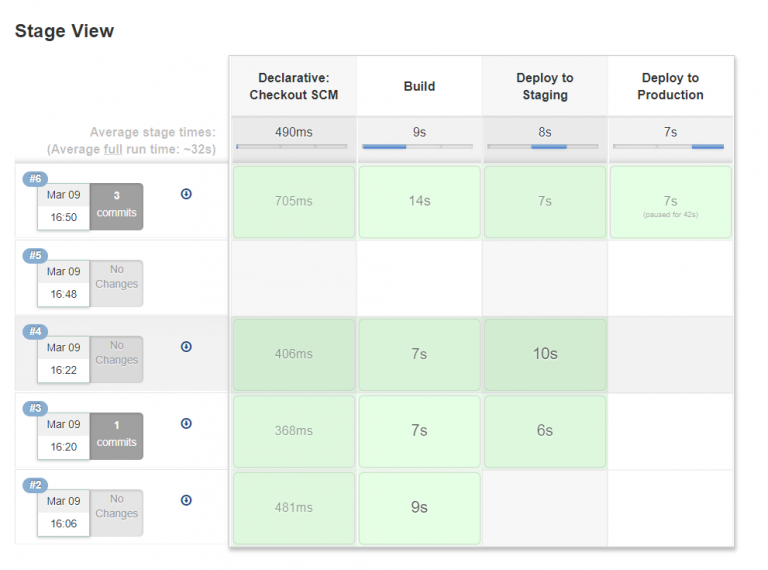 Stage View
Declarative:
Checkout SCM
Build
Deploy to
Staging
Deploy to
Production
Average stage times:
(Average full run time: ~32s)
490ms
9s
8s
7s
#6
Mar 09
16:50
3
commits
705ms
14s
7s
7s
(paused for 42s)
#5
Mar 09
16:48
No
Changes
#4
Mar 09
16:22
No
Changes
406ms
7s
10s
#3
Mar 09
16:20
1
commits
368ms
7s
6s
#2
Mar 09
16:06
No
Changes
481ms
9s